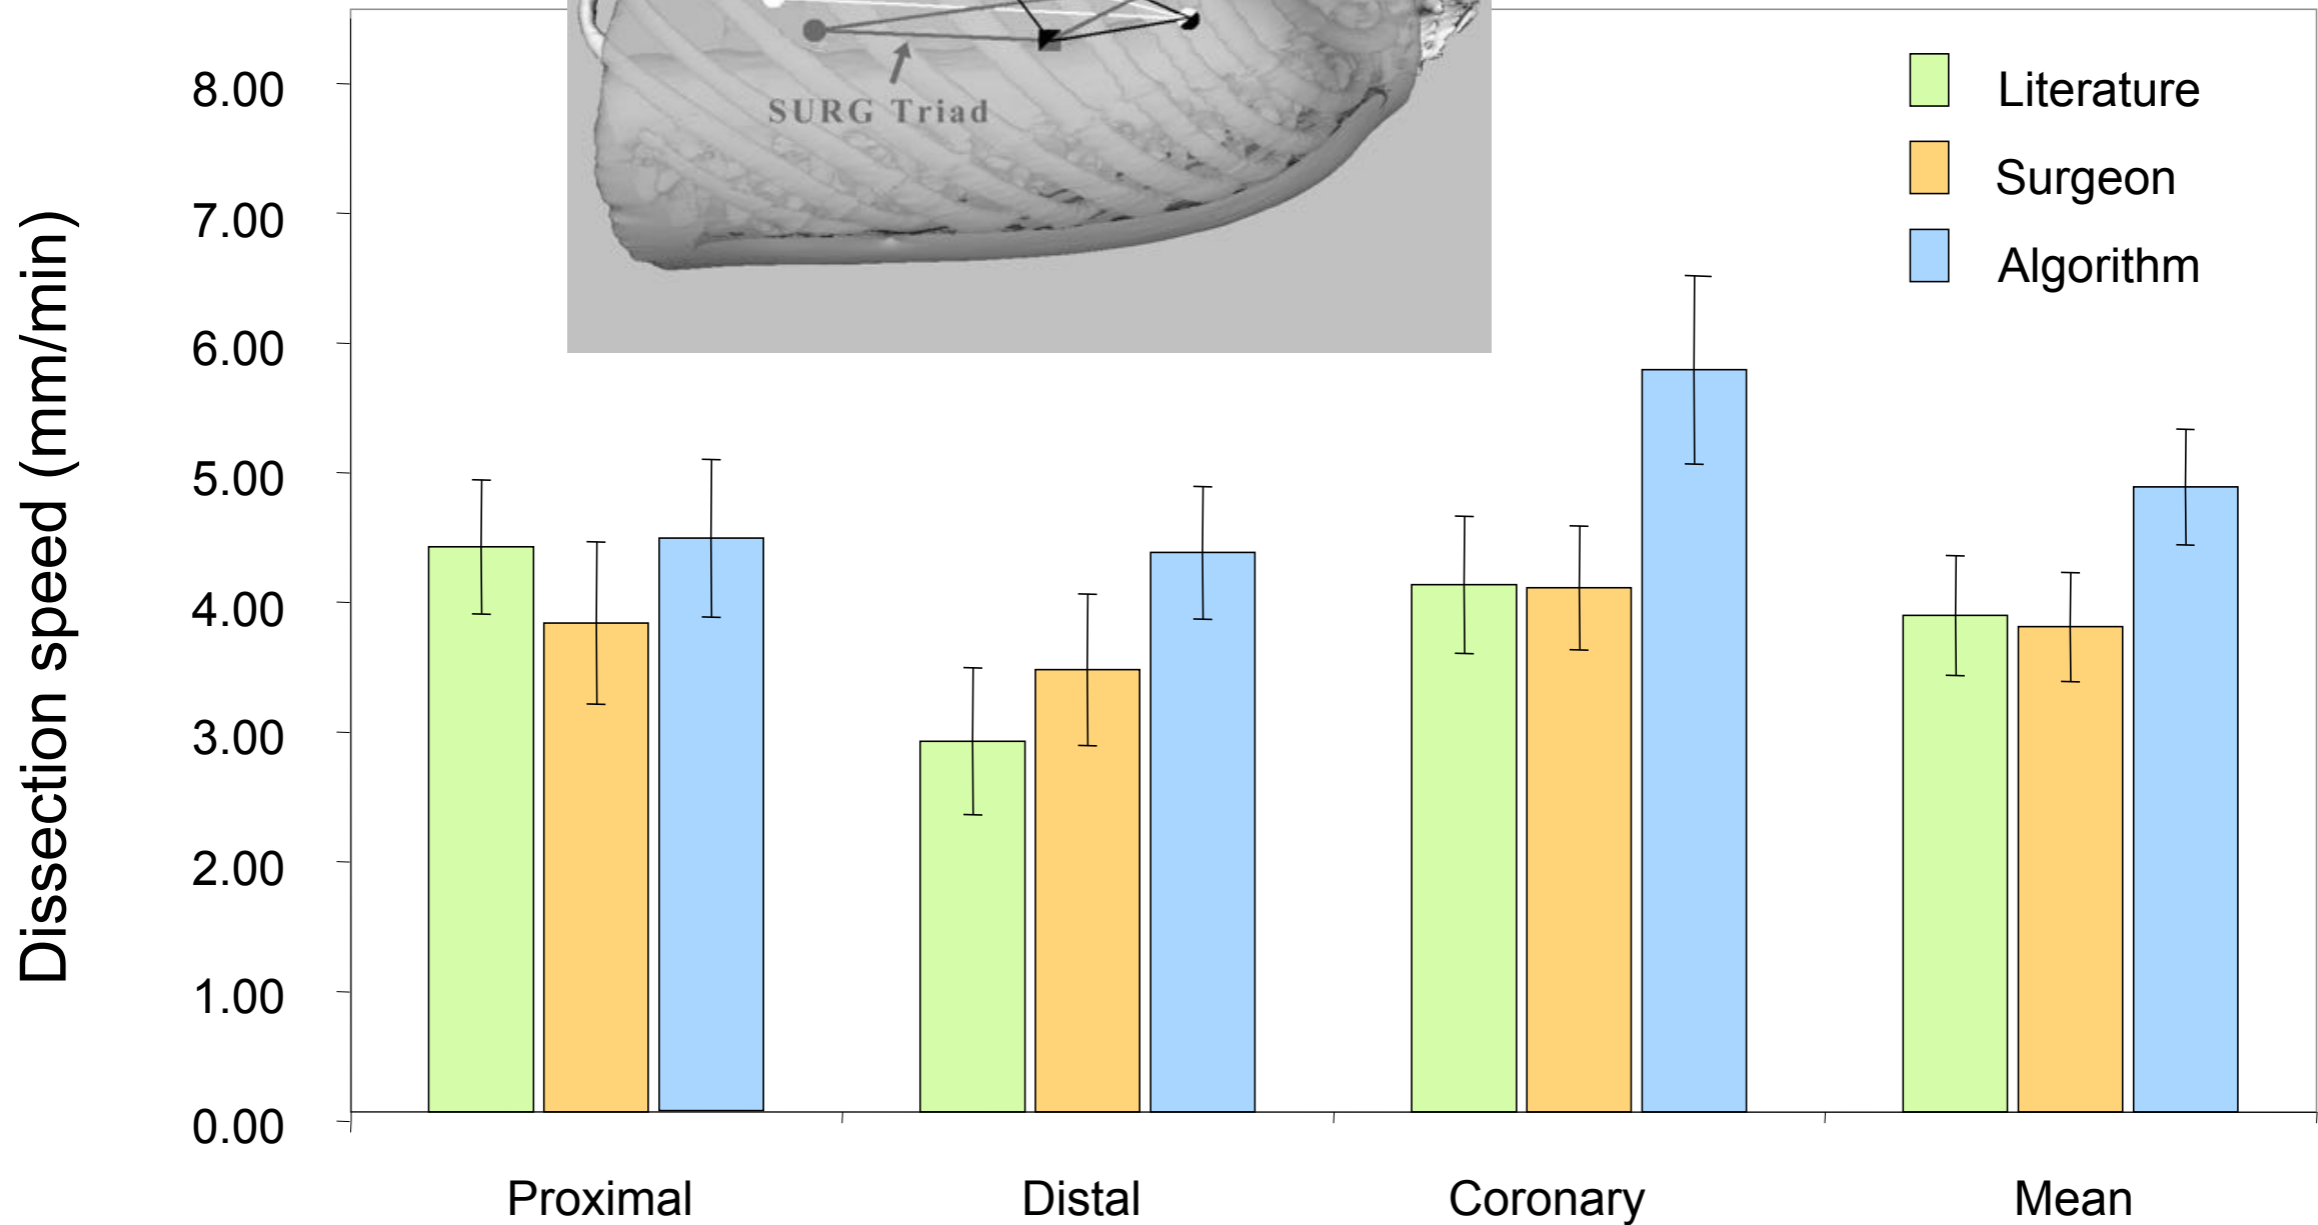 SURG Triad
Literature
Surgeon
Algorithm
Dissection speed (mm/min)
8.00
7.00
6.00
5.00
4.00
3.00
2.00
1.00
0.00
Proximal Distal Coronary Mean